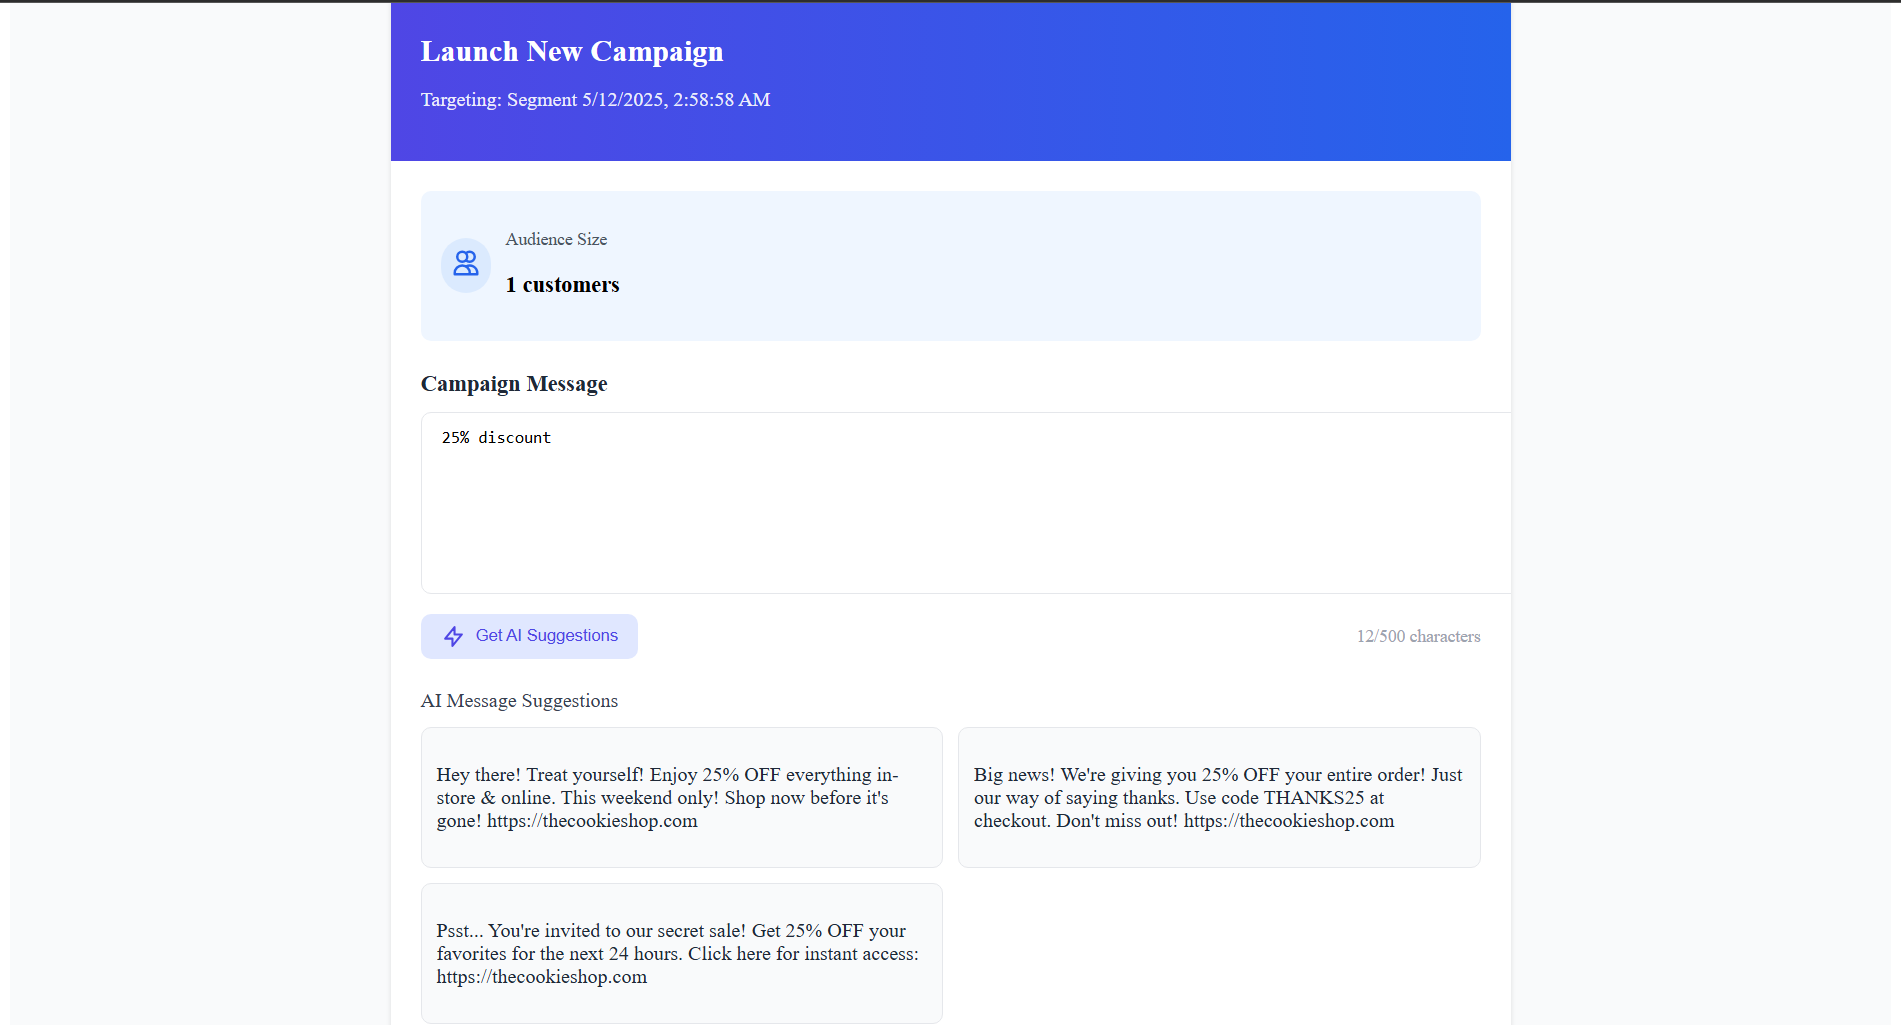 Launch New Campaign
Targeting: Segment 5/12/2025, 2:58:58 AM
Audience Size
1 customers
Campaign Message
25% discount
Get AI Suggestions
12/500 characters
AI Message Suggestions
Hey there! Treat yourself! Enjoy 25% OFF everything in-
store & online. This weekend only! Shop now before it's
gone! https://thecookieshop.com
Big news! We're giving you 25% OFF your entire order! Just
our way of saying thanks. Use code THANKS25 at
checkout. Don't miss out! https://thecookieshop.com
Psst... You're invited to our secret sale! Get 25% OFF your
favorites for the next 24 hours. Click here for instant access:
https://thecookieshop.com